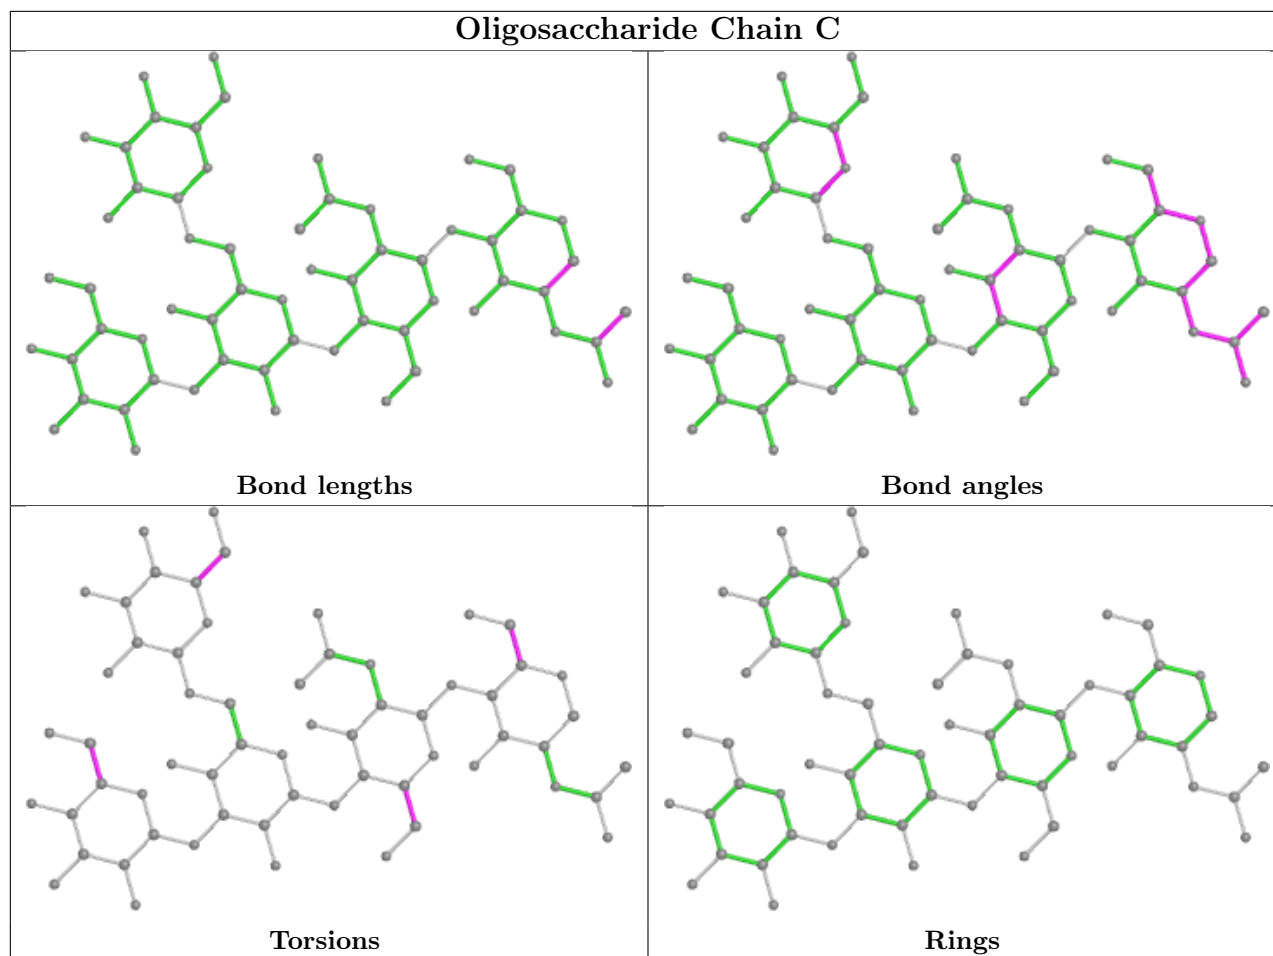 Oligosaccharide Chain C
Bond lengths
Bond angles
Torsions
Rings